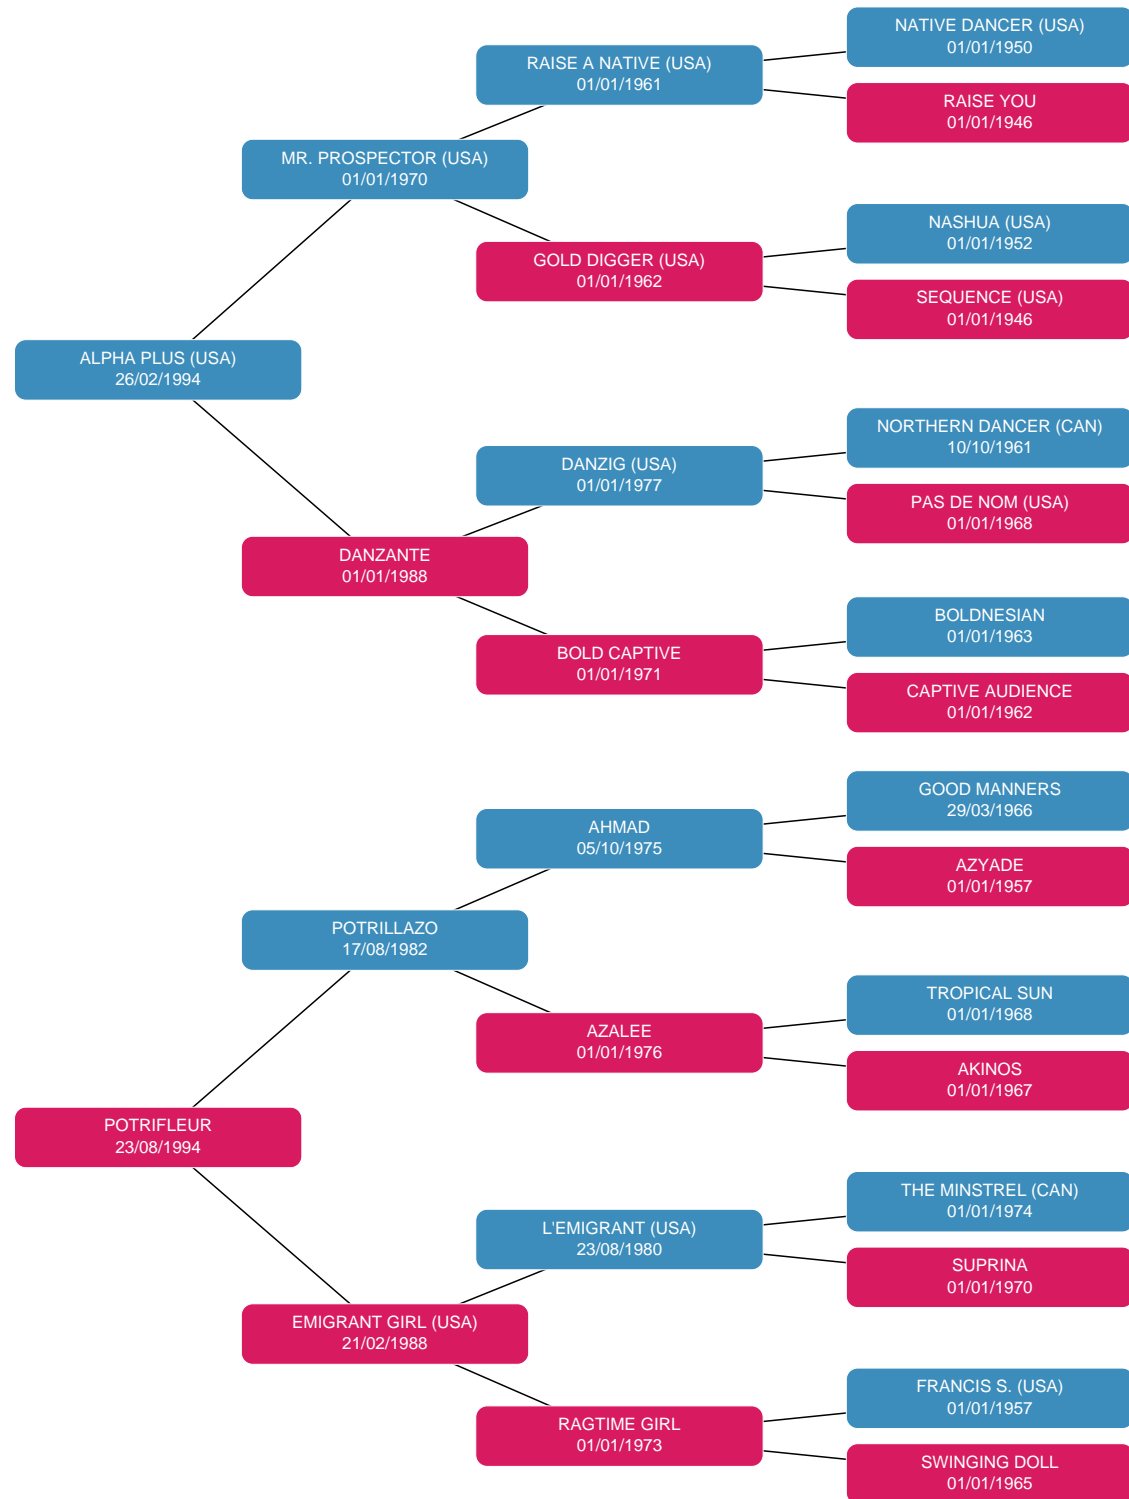 NATIVE DANCER (USA)
01/01/1950
RAISE A NATIVE (USA)
01/01/1961
RAISE YOU
01/01/1946
MR. PROSPECTOR (USA)
01/01/1970
NASHUA (USA)
01/01/1952
GOLD DIGGER (USA)
01/01/1962
SEQUENCE (USA)
01/01/1946
ALPHA PLUS (USA)
26/02/1994
NORTHERN DANCER (CAN)
10/10/1961
DANZIG (USA)
01/01/1977
PAS DE NOM (USA)
01/01/1968
DANZANTE
01/01/1988
BOLDNESIAN
01/01/1963
BOLD CAPTIVE
01/01/1971
CAPTIVE AUDIENCE
01/01/1962
GOOD MANNERS
29/03/1966
AHMAD
05/10/1975
AZYADE
01/01/1957
POTRILLAZO
17/08/1982
TROPICAL SUN
01/01/1968
AZALEE
01/01/1976
AKINOS
01/01/1967
POTRIFLEUR
23/08/1994
THE MINSTREL (CAN)
01/01/1974
L'EMIGRANT (USA)
23/08/1980
SUPRINA
01/01/1970
EMIGRANT GIRL (USA)
21/02/1988
FRANCIS S. (USA)
01/01/1957
RAGTIME GIRL
01/01/1973
SWINGING DOLL
01/01/1965